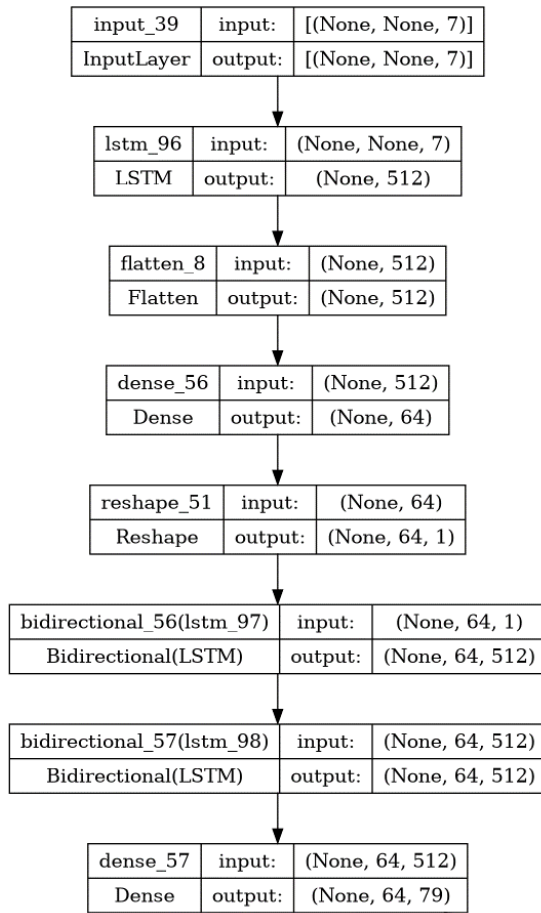 input_39 input: [(None, None, 7)]
InputLayer output: [(None, None, 7)]
lstm_96 input: (None, None, 7)
LSTM output: (None, 512)
flatten_8 input: (None, 512)
Flatten output: (None, 512)
dense_56 input: (None, 512)
Dense output: (None, 64)
reshape_51 input: (None, 64)
Reshape output: (None, 64, 1)
bidirectional_56(lstm_97) input: (None, 64, 1)
Bidirectional(LSTM) output: (None, 64, 512)
bidirectional_57(lstm_98) input: (None, 64, 512)
Bidirectional(LSTM) output: (None, 64, 512)
dense_57 input: (None, 64, 512)
Dense output: (None, 64, 79)